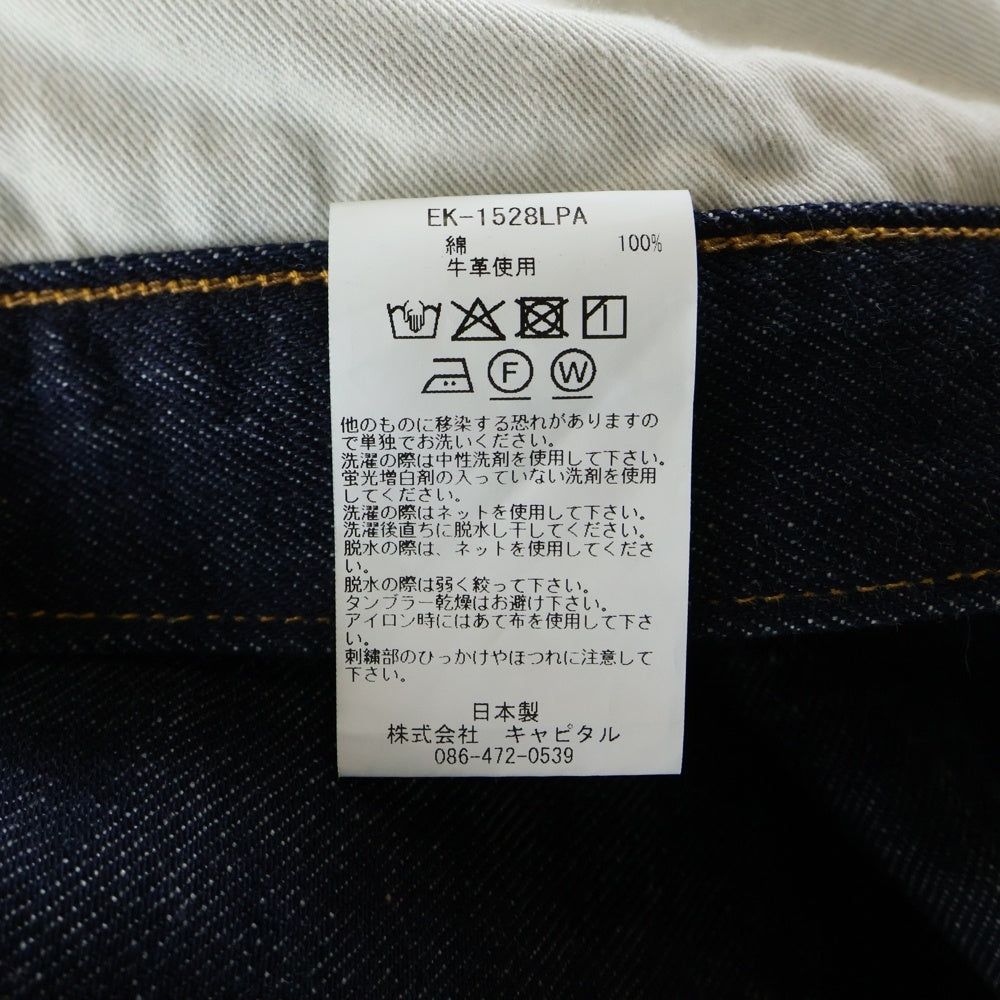 EK-1528LPA
綿 100%
牛革使用
F W
他のものに移染する恐れがありますの
で単独でお洗いください。
洗濯の際は中性洗剤を使用して下さい。
蛍光増白剤の入っていない洗剤を使用
してください。
洗濯の際はネットを使用して下さい。
洗濯後直ちに脱水し干してください。
脱水の際は、ネットを使用してくださ
い。
脱水の際は弱く絞って下さい。
タンブラー乾燥はお避け下さい。
アイロン時にはあて布を使用して下さ
い。
刺繍部のひっかけやほつれに注意して
下さい。
日本製
株式会社 キャピタル
086-472-0539